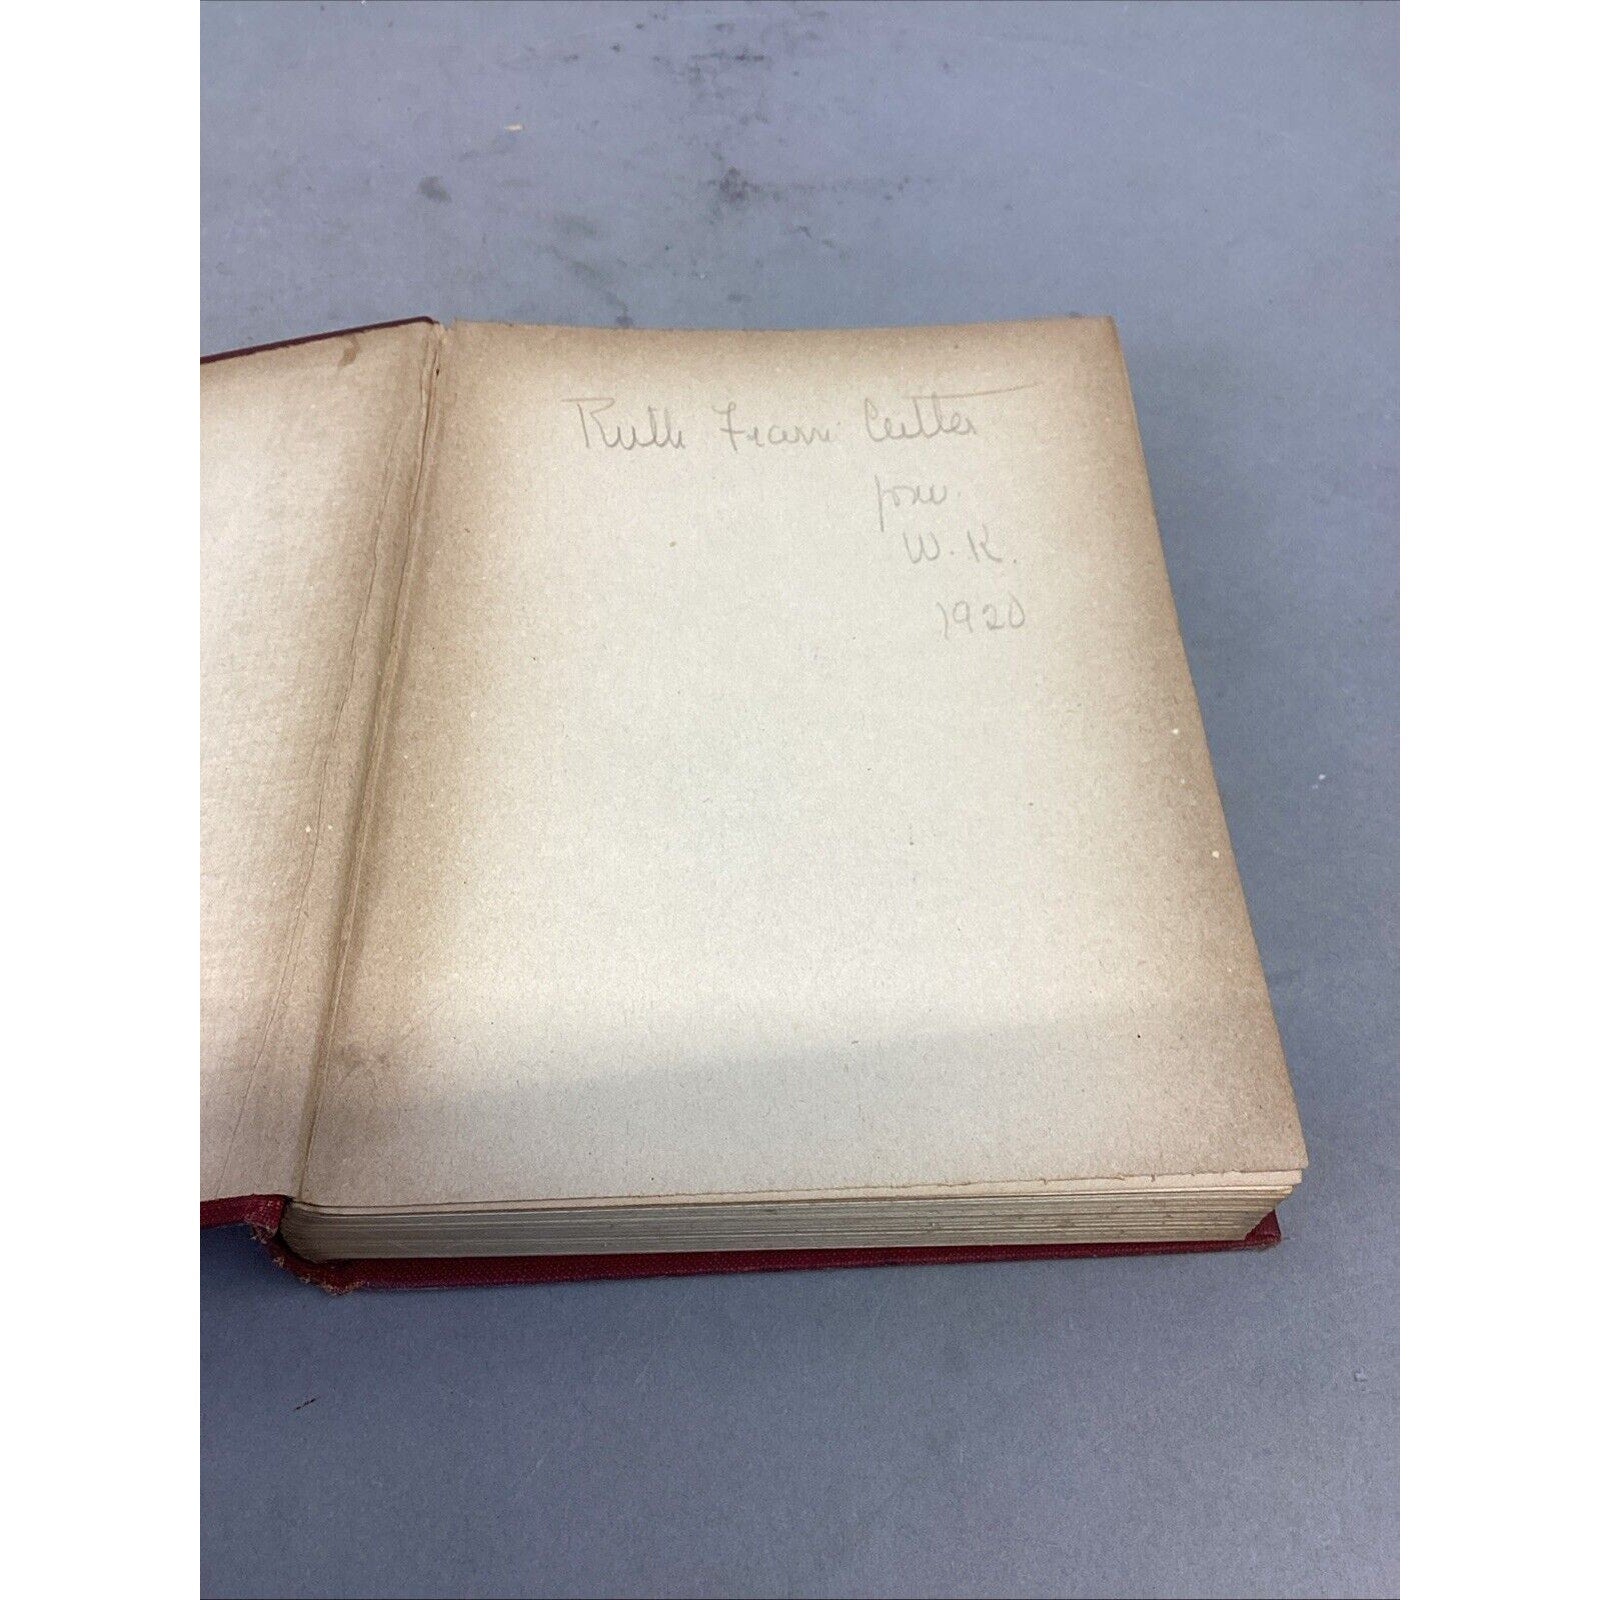 Ruth Fearn Cutter
from
W. K.
1920